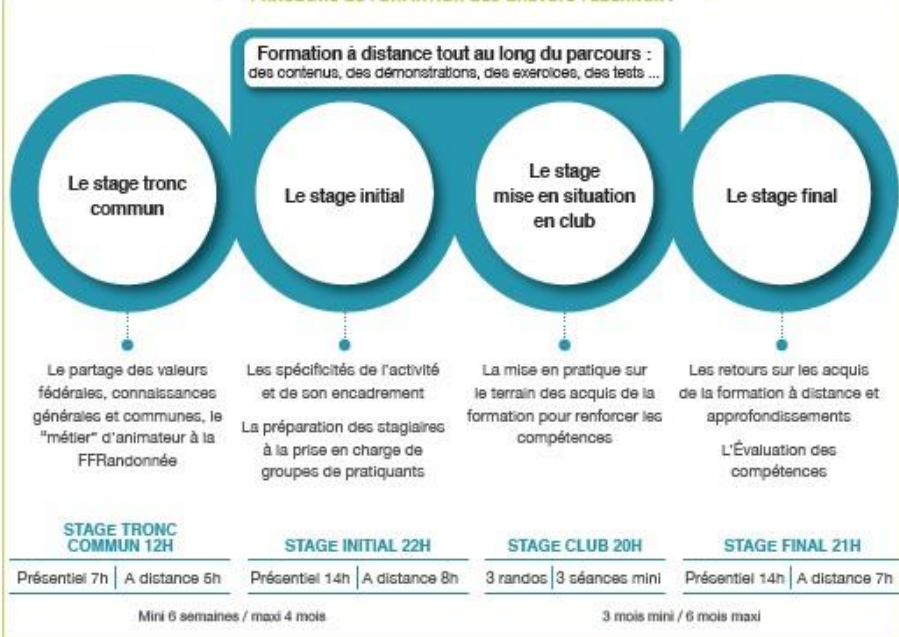 Formation à distance tout au long du parcours :
des contenus, des démonstrations, des exercices, des tests ...
Le stage tronc
commun
Le stage initial
Le stage
mise en situation
en club
Le stage final
Le partage des valeurs
fédérales, connaissances
générales et communes, le
"métier" d'animateur à la
FFRandonnée
Les spécificités de l'activité
et de son encadrement
La préparation des stagiaires
à la prise en charge de
groupes de pratiquants
La mise en pratique sur
le terrain des acquis de la
formation pour renforcer les
compétences
Les retours sur les acquis
de la formation à distance et
approfondissements
L'Évaluation des
compétences
STAGE TRONC
COMMUN 12H
Présentiel 7h | A distance 5h
STAGE INITIAL 22H
Présentiel 14h | A distance 8h
STAGE CLUB 20H
3 randos | 3 séances mini
STAGE FINAL 21H
Présentiel 14h | A distance 7h
Mini 6 semaines / maxi 4 mois
3 mois mini / 6 mois maxi